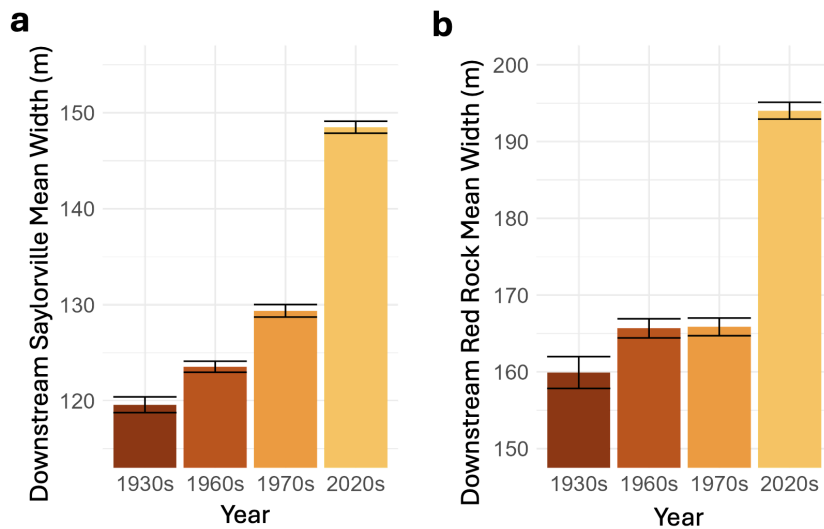 a
Downstream Saylorville Mean Width (m)
150
140
130
120
1930s 1960s 1970s 2020s
Year
b
Downstream Red Rock Mean Width (m)
200
190
180
170
160
150
1930s 1960s 1970s 2020s
Year